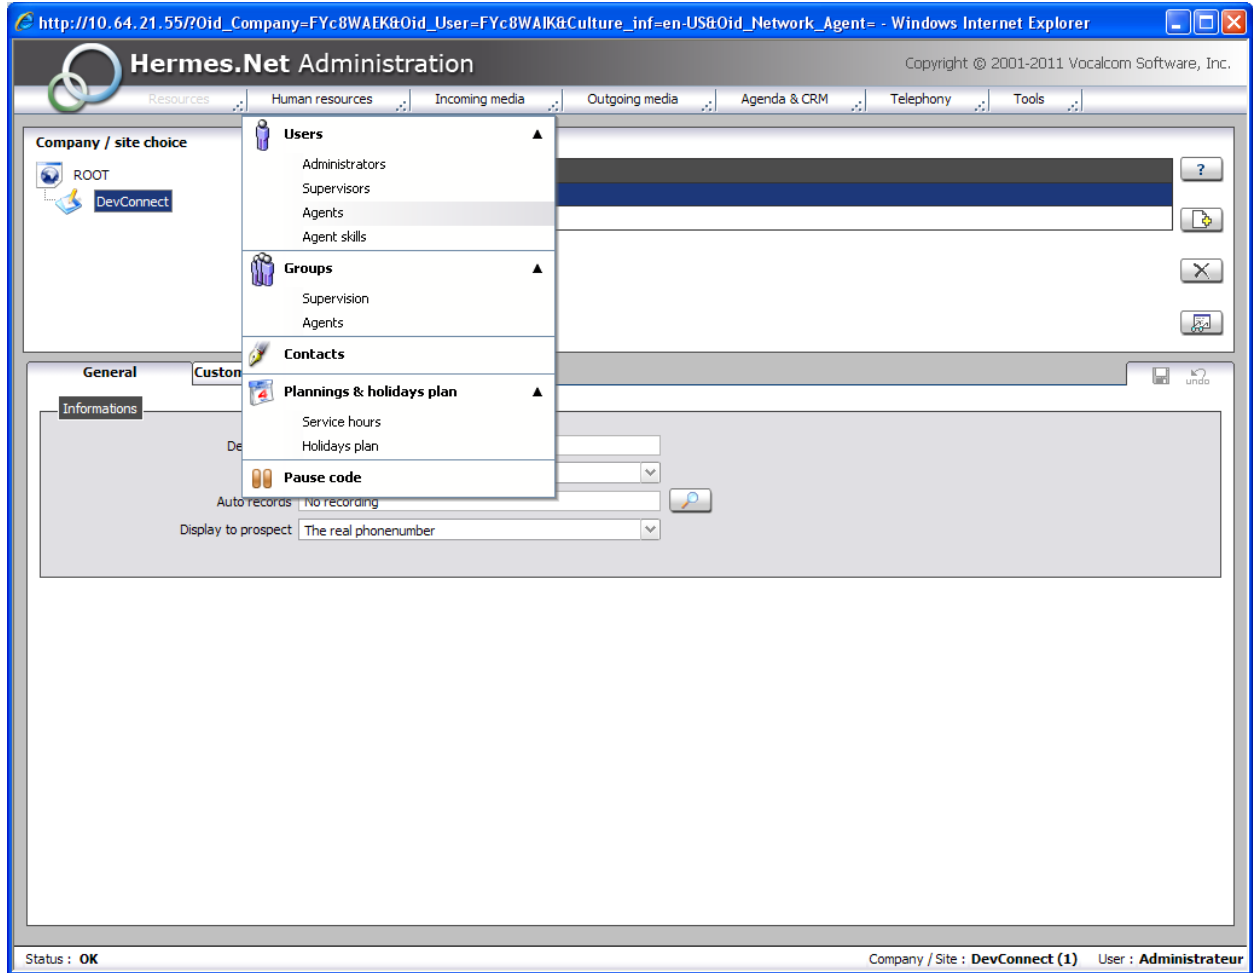 http://10.64.21.55/?Oid_Company=FYc8WAEK&Oid_User=FYc8WAIK&Culture_inf=en-US&Oid_Network_Agent= - Windows Internet Explorer
Hermes.Net Administration
Copyright © 2001-2011 Vocalcom Software, Inc.
Resources Human resources Incoming media Outgoing media Agenda & CRM Telephony Tools
Company / site choice
ROOT
DevConnect
Users
Administrators
Supervisors
Agents
Agent skills
Groups
Supervision
Agents
Contacts
Plannings & holidays plan
Service hours
Holidays plan
Pause code
?
General
Custom
undo
Informations
De
Auto records No recording
Display to prospect The real phonenumber
Status : OK
Company / Site : DevConnect (1) User : Administrateur